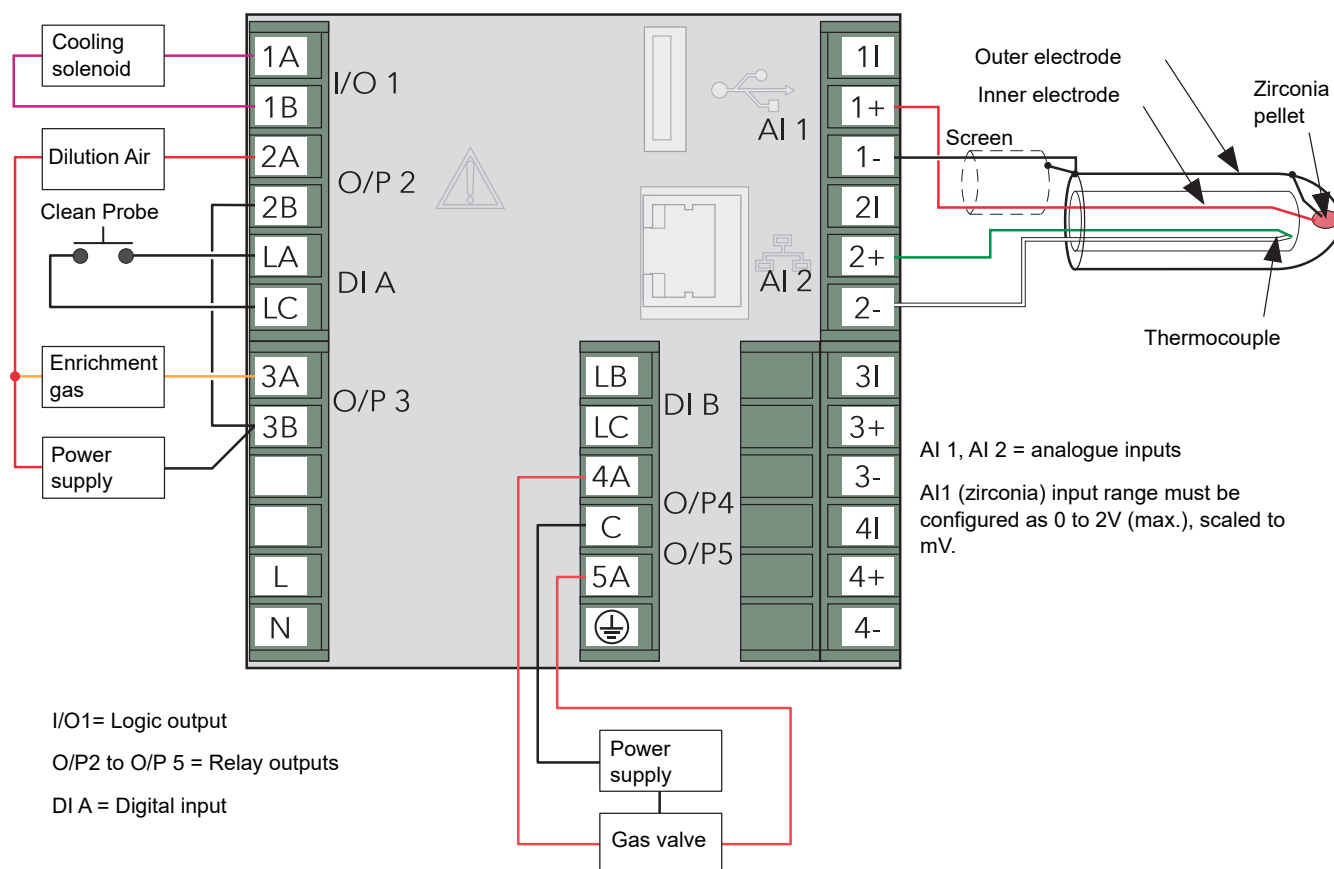 Cooling
solenoid
Dilution Air
Clean Probe
Enrichment
gas
Power
supply
1A
1B
2A
2B
LA
LC
3A
3B
L
N
I/O 1
O/P 2
DI A
O/P 3
AI 1
AI 2
LB
LC
4A
C
5A
DI B
O/P4
O/P5
1I
1+
1-
2I
2+
2-
3I
3+
3-
4I
4+
4-
Outer electrode
Inner electrode
Zirconia
pellet
Screen
Thermocouple
AI 1, AI 2 = analogue inputs
AI1 (zirconia) input range must be
configured as 0 to 2V (max.), scaled to
mV.
I/O1= Logic output
O/P2 to O/P 5 = Relay outputs
DI A = Digital input
Power
supply
Gas valve